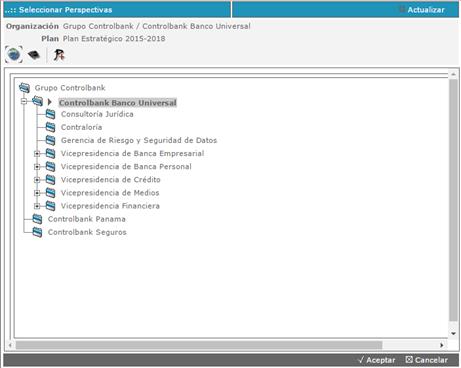 ..:: Seleccionar Perspectivas
Actualizar
Organización Grupo Controlbank / Controlbank Banco Universal
Plan Plan Estratégico 2015-2018
Grupo Controlbank
Controlbank Banco Universal
Consultoría Jurídica
Contraloría
Gerencia de Riesgo y Seguridad de Datos
Vicepresidencia de Banca Empresarial
Vicepresidencia de Banca Personal
Vicepresidencia de Crédito
Vicepresidencia de Medios
Vicepresidencia Financiera
Controlbank Panama
Controlbank Seguros
Aceptar Cancelar